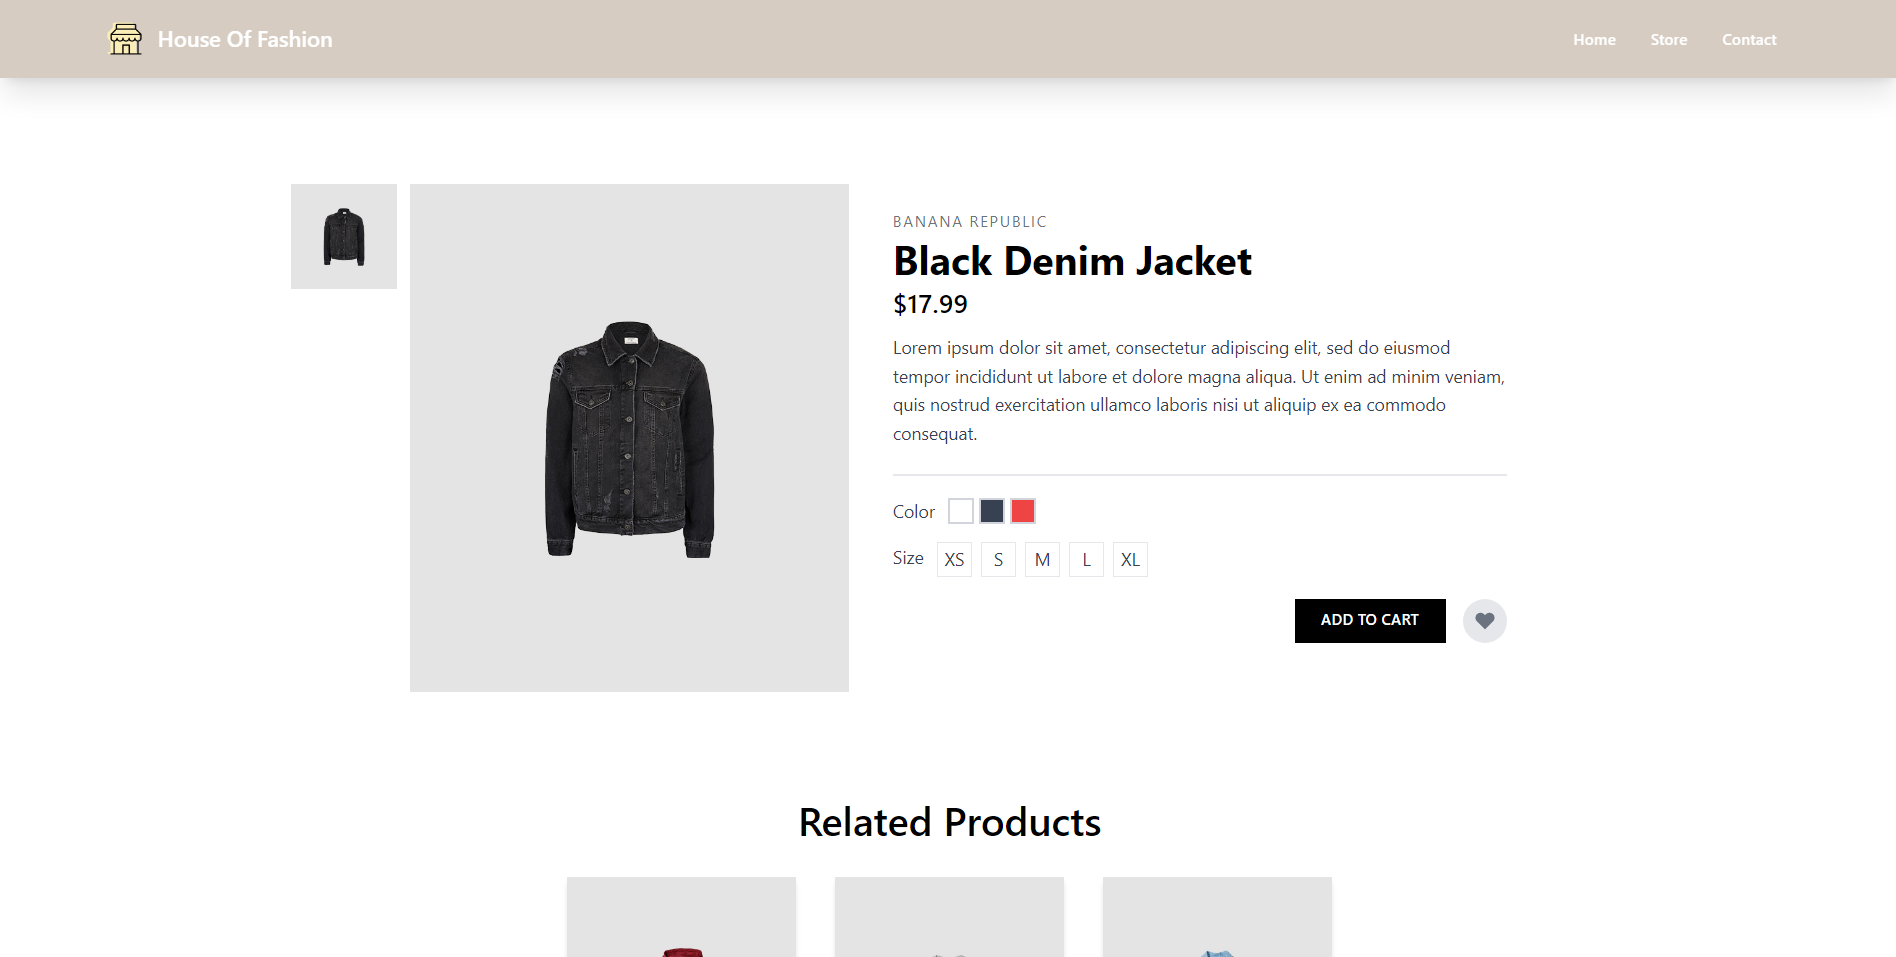 House Of Fashion
Home Store Contact
BANANA REPUBLIC
Black Denim Jacket
$17.99
Lorem ipsum dolor sit amet, consectetur adipiscing elit, sed do eiusmod
tempor incididunt ut labore et dolore magna aliqua. Ut enim ad minim veniam,
quis nostrud exercitation ullamco laboris nisi ut aliquip ex ea commodo
consequat.
Color
Size XS S M L XL
ADD TO CART
Related Products